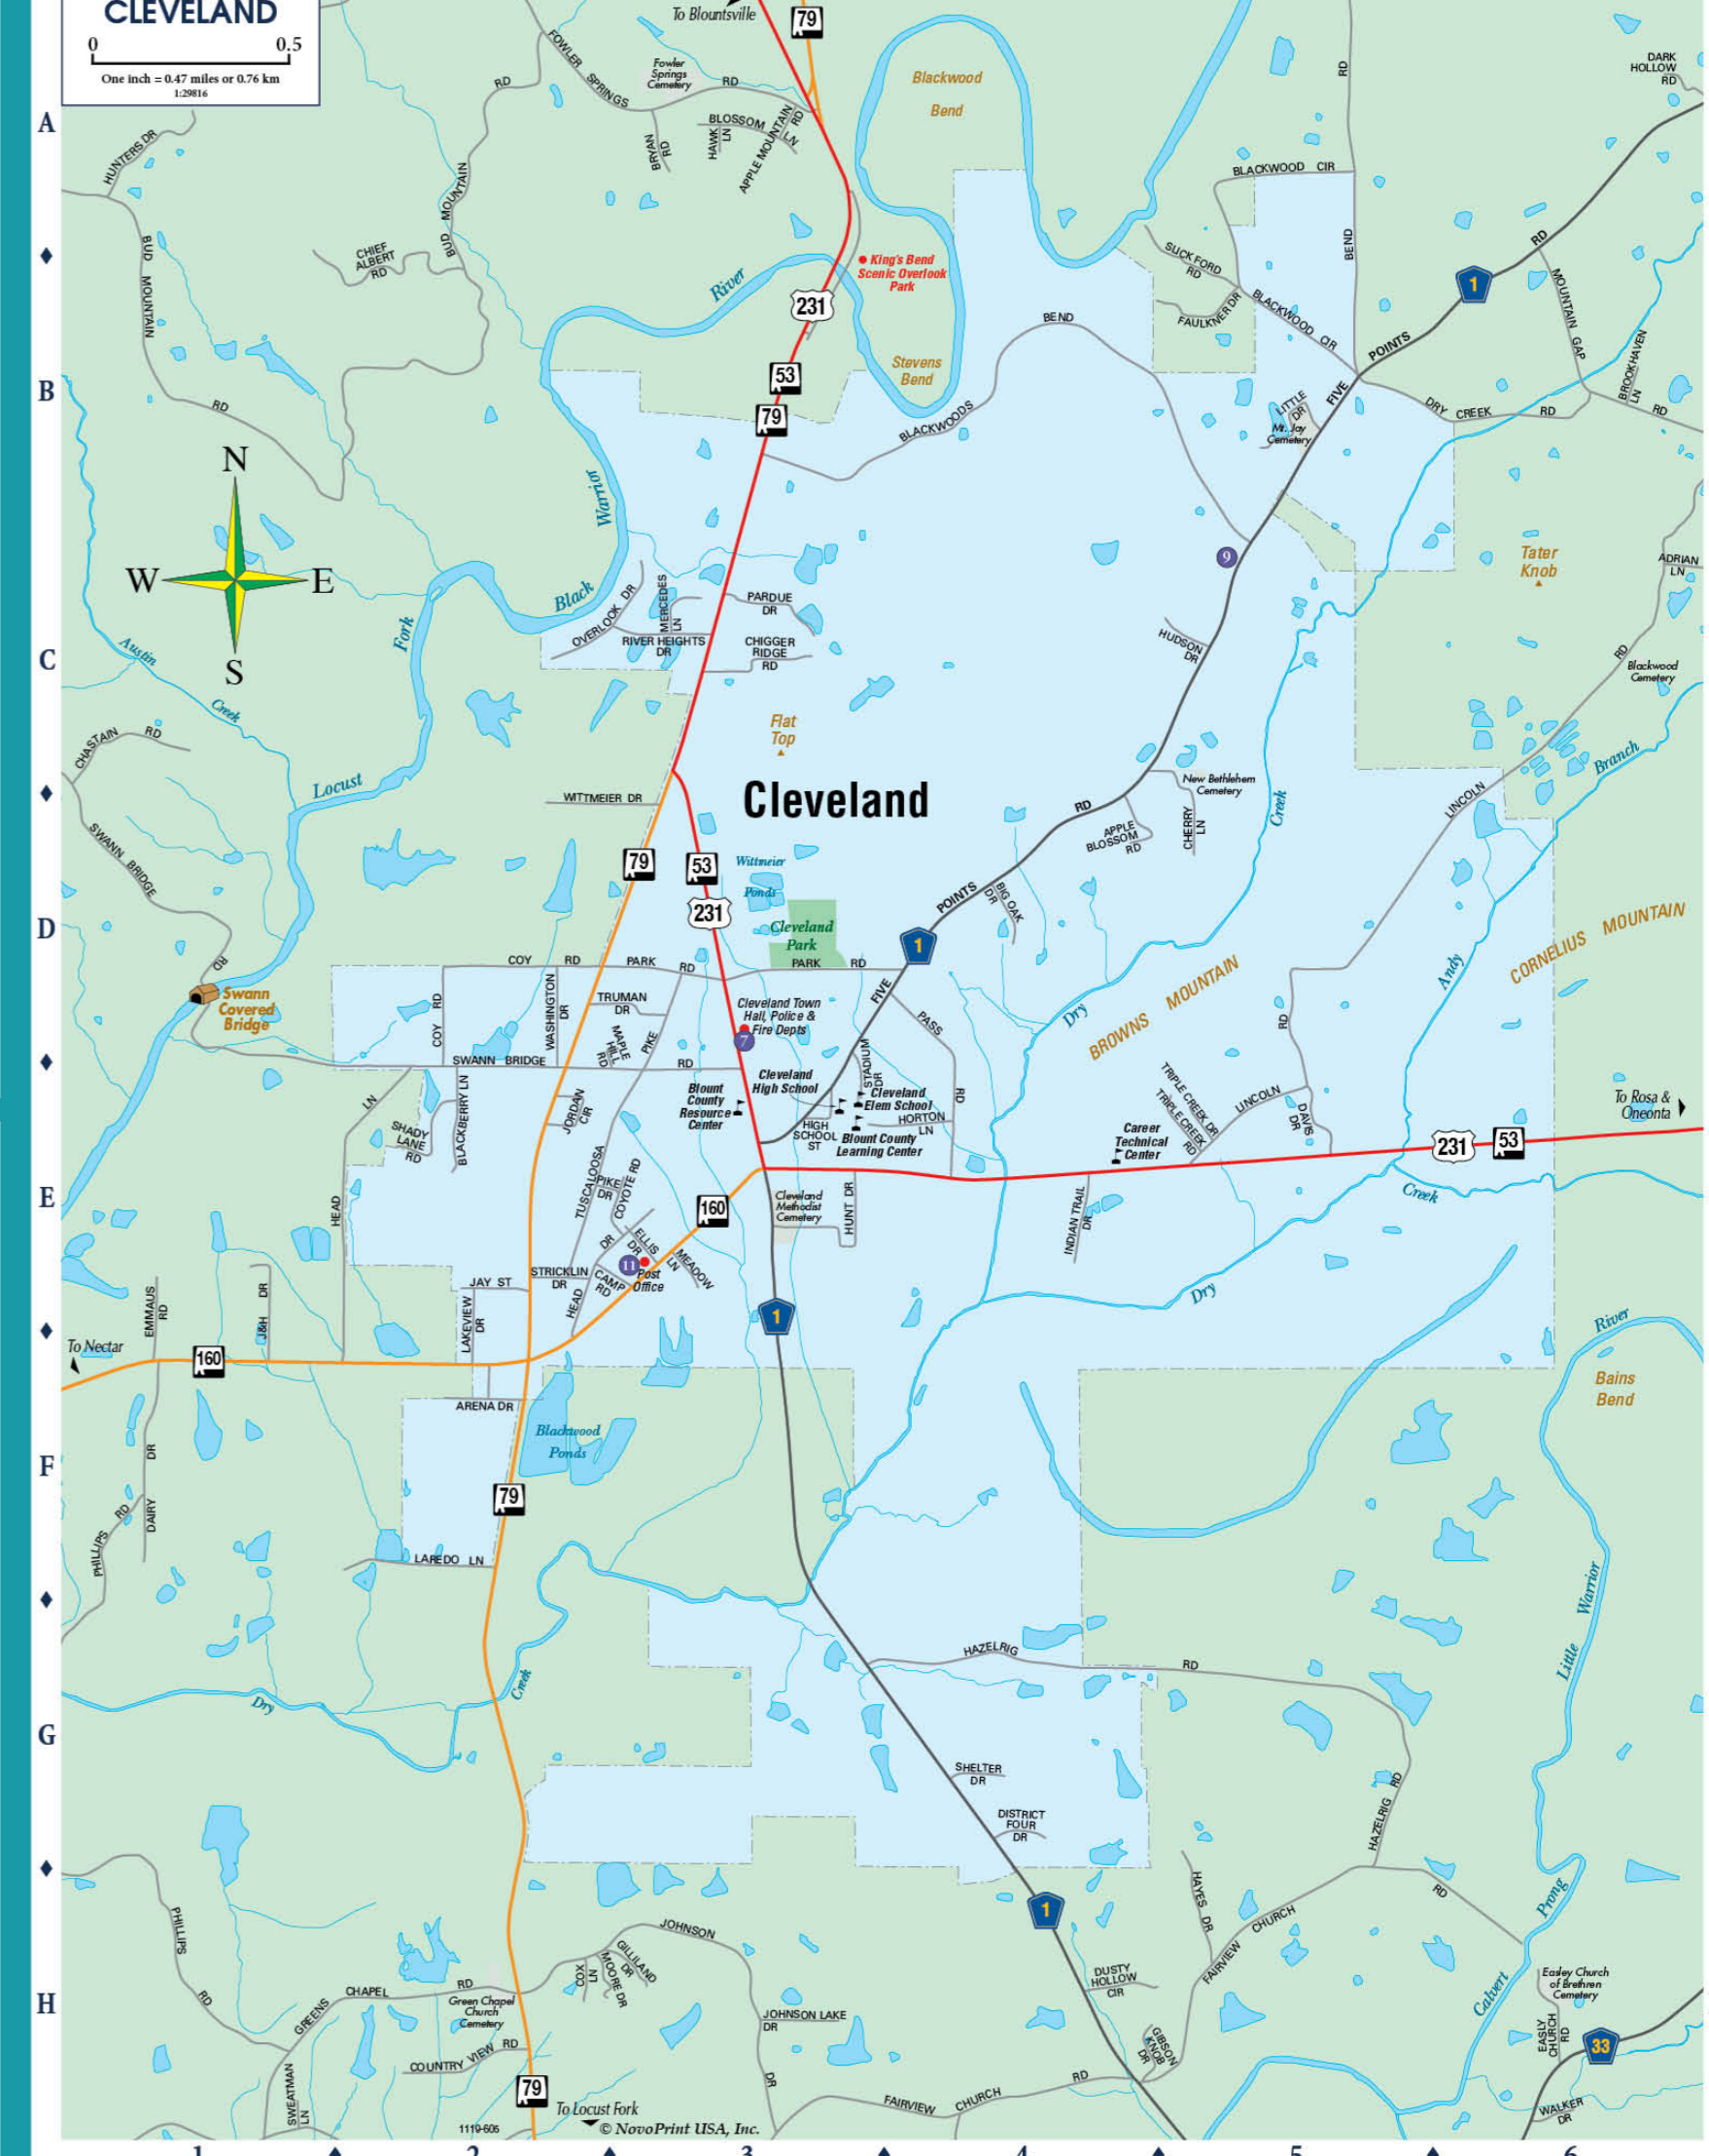 CLEVELAND
0 0.5
One inch = 0.47 miles or 0.76 km
1:29816
To Blountsville
79
FOWLER SPRINGS RD
Fowler
Springs
Cemetery
Blackwood
Bend
RD
DARK
HOLLOW
RD
A
HUNTERS DR
BUD MOUNTAIN RD
BRYAN
RD
HAWK
LN
BLOSSOM LN
APPLE MOUNTAIN
RD
BLACKWOOD CIR
BEND
CHIEF
ALBERT
RD
BUD MOUNTAIN RD
River
King's Bend
Scenic Overlook
Park
231
SUCK FORD
RD
FAULKNER DR
BLACKWOOD CIR
1
RD
MOUNTAIN GAP
RD
BROOKHAVEN
LN
POINTS
FIVE
BEND
BLACKWOODS
Stevens
Bend
53
79
B
LITTLE
DR
Mt. Jay
Cemetery
DRY CREEK RD
N
W E
S
Warrior
Black
Fork
Locust
9
Tater
Knob
ADRIAN
LN
OVERLOOK DR
MERCEDES
LN
RIVER HEIGHTS
DR
PARDUE
DR
CHIGGER
RIDGE
RD
HUDSON
DR
C
Austin
Creek
RD
Blackwood
Cemetery
CHASTAIN RD
Flat
Top
Cleveland
WITTMEIER DR
New Bethlehem
Cemetery
CHERRY
LN
APPLE
BLOSSOM
RD
RD
Creek
LINCOLN
Branch
SWANN BRIDGE
RD
79
53
231
Wittmeier
Ponds
POINTS
BIG OAK
DR
D
Cleveland
Park
1
COY RD
PARK RD
PARK RD
Swann
Covered
Bridge
COY RD
WASHINGTON
DR
TRUMAN
DR
MAPLE
HILL
RD
PIKE
Cleveland Town
Hall, Police &
Fire Depts
7
FIVE
PASS
RD
Dry
BROWNS MOUNTAIN
RD
Andy
CORNELIUS MOUNTAIN
SWANN BRIDGE RD
Cleveland
High School
STADIUM
DR
Cleveland
Elem School
Blount
County
Resource
Center
HIGH
SCHOOL
ST
HORTON
LN
Blount County
Learning Center
LN
SHADY
LANE
RD
BLACKBERRY LN
JORDAN
CIR
TRIPLE CREEK DR
TRIPLE CREEK
RD
LINCOLN
DAVIS
DR
Career
Technical
Center
231
53
To Rosa &
Oneonta
E
HEAD
TUSCALOOSA
PIKE
DR
COYOTE RD
160
Cleveland
Methodist
Cemetery
HUNT DR
INDIAN TRAIL
DR
Creek
DR
ELLIS
DR
11
Post
Office
MEADOW
LN
STRICKLIN
DR
CAMP
RD
HEAD
JAY ST
LAKEVIEW
DR
Dry
EMMAUS
RD
J&H DR
1
To Nectar
160
River
Bains
Bend
ARENA DR
Blackwood
Ponds
F
DAIRY DR
PHILLIPS RD
79
LAREDO LN
Warrior
Little
HAZELRIG RD
Dry
Creek
G
SHELTER
DR
DISTRICT
FOUR
DR
HAZELRIG RD
1
HAYES DR
FAIRVIEW CHURCH
RD
Prong
Calvert
PHILLIPS
RD
JOHNSON
GILLILAND
DR
MOORE DR
COX
LN
GREENS CHAPEL RD
Green Chapel
Church
Cemetery
H
DUSTY
HOLLOW
CIR
Easley Church
of Brethren
Cemetery
EASLY
CHURCH
RD
33
JOHNSON LAKE
DR
DR
GIBSON
KNOB
DR
COUNTRY VIEW RD
SWEATMAN
LN
79
To Locust Fork
FAIRVIEW CHURCH RD
WALKER
DR
1119-605
© NovoPrint USA, Inc.
1 2 3 4 5 6